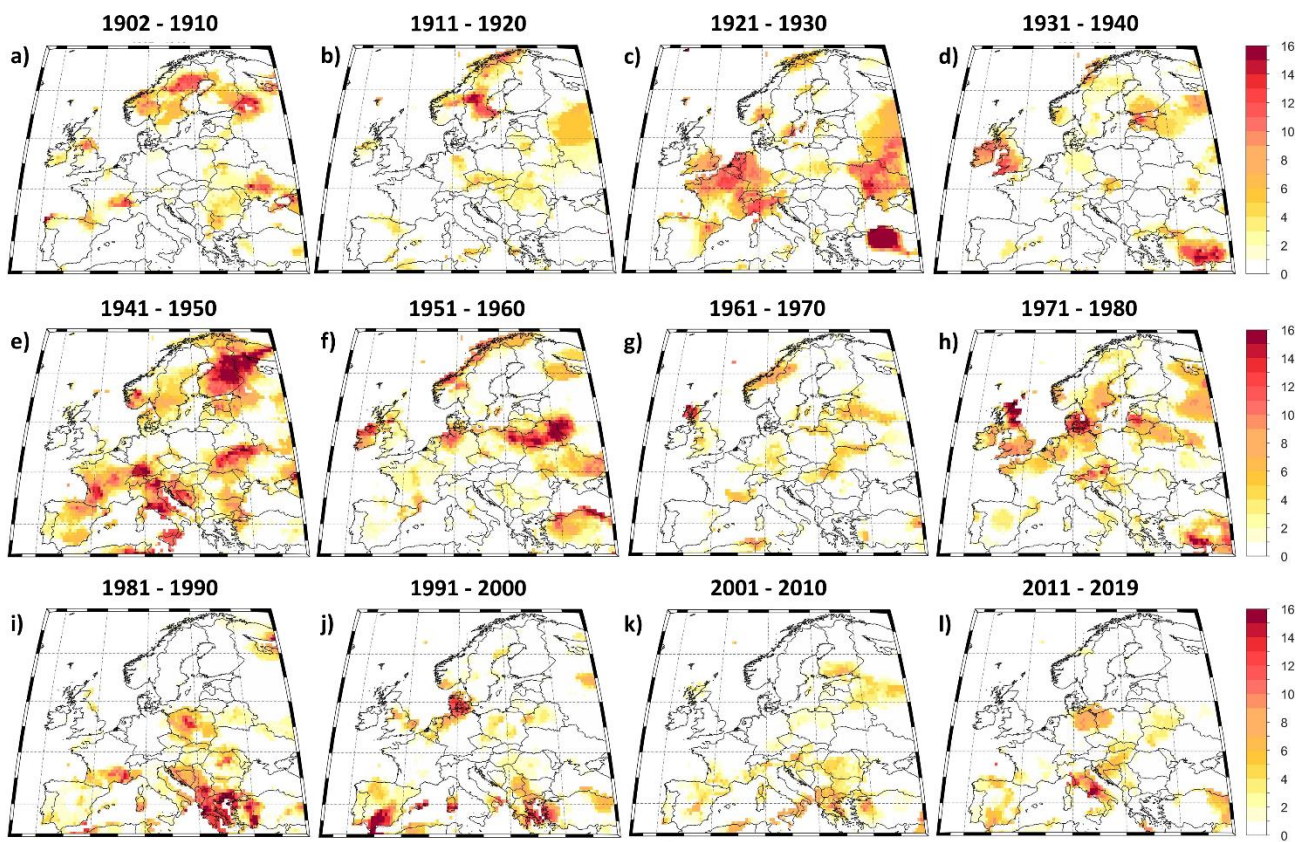 1902 - 1910
1911 - 1920
1921 - 1930
1931 - 1940
a)
b)
c)
d)
16
14
12
10
8
6
4
2
0
1941 - 1950
1951 - 1960
1961 - 1970
1971 - 1980
e)
f)
g)
h)
16
14
12
10
8
6
4
2
0
1981 - 1990
1991 - 2000
2001 - 2010
2011 - 2019
i)
j)
k)
l)
16
14
12
10
8
6
4
2
0